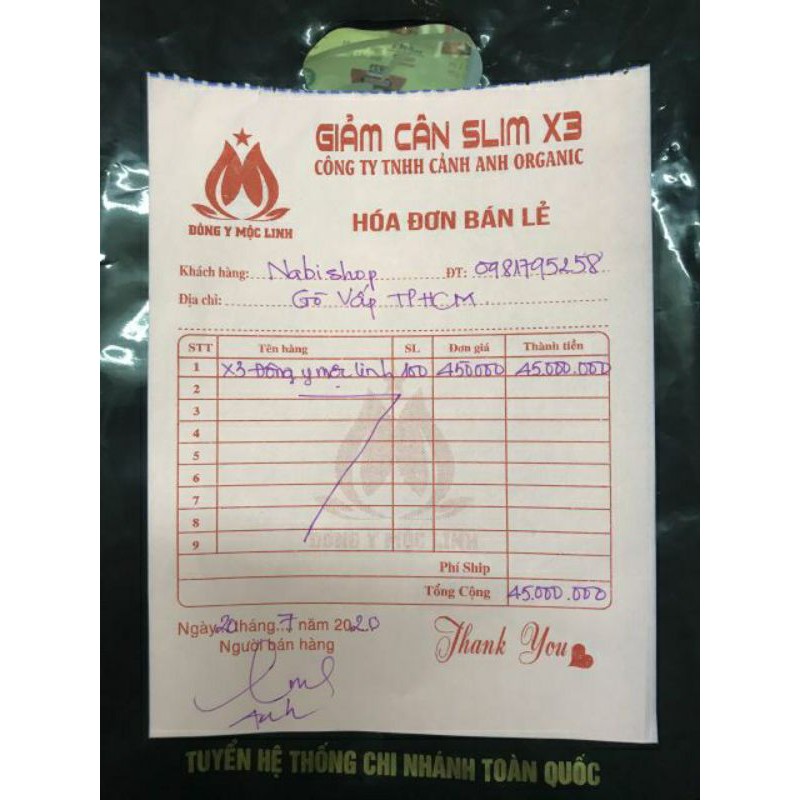 GIẢM CÂN SLIM X3
CÔNG TY TNHH CẢNH ANH ORGANIC
ĐÔNG Y MỘC LINH
HÓA ĐƠN BÁN LẺ
Khách hàng: Nabishop ĐT: 0981795258
Địa chỉ: Gò Vấp TPHCM
STT Tên hàng SL Đơn giá Thành tiền
1 X3 Đông y mộc linh 100 450000 45.000.000
2
3
4
5
6
7
8
9
Phí Ship
Tổng Cộng 45.000.000
Ngày 20 tháng 7 năm 2020
Người bán hàng
Thank You
Anh
TUYỂN HỆ THỐNG CHI NHÁNH TOÀN QUỐC